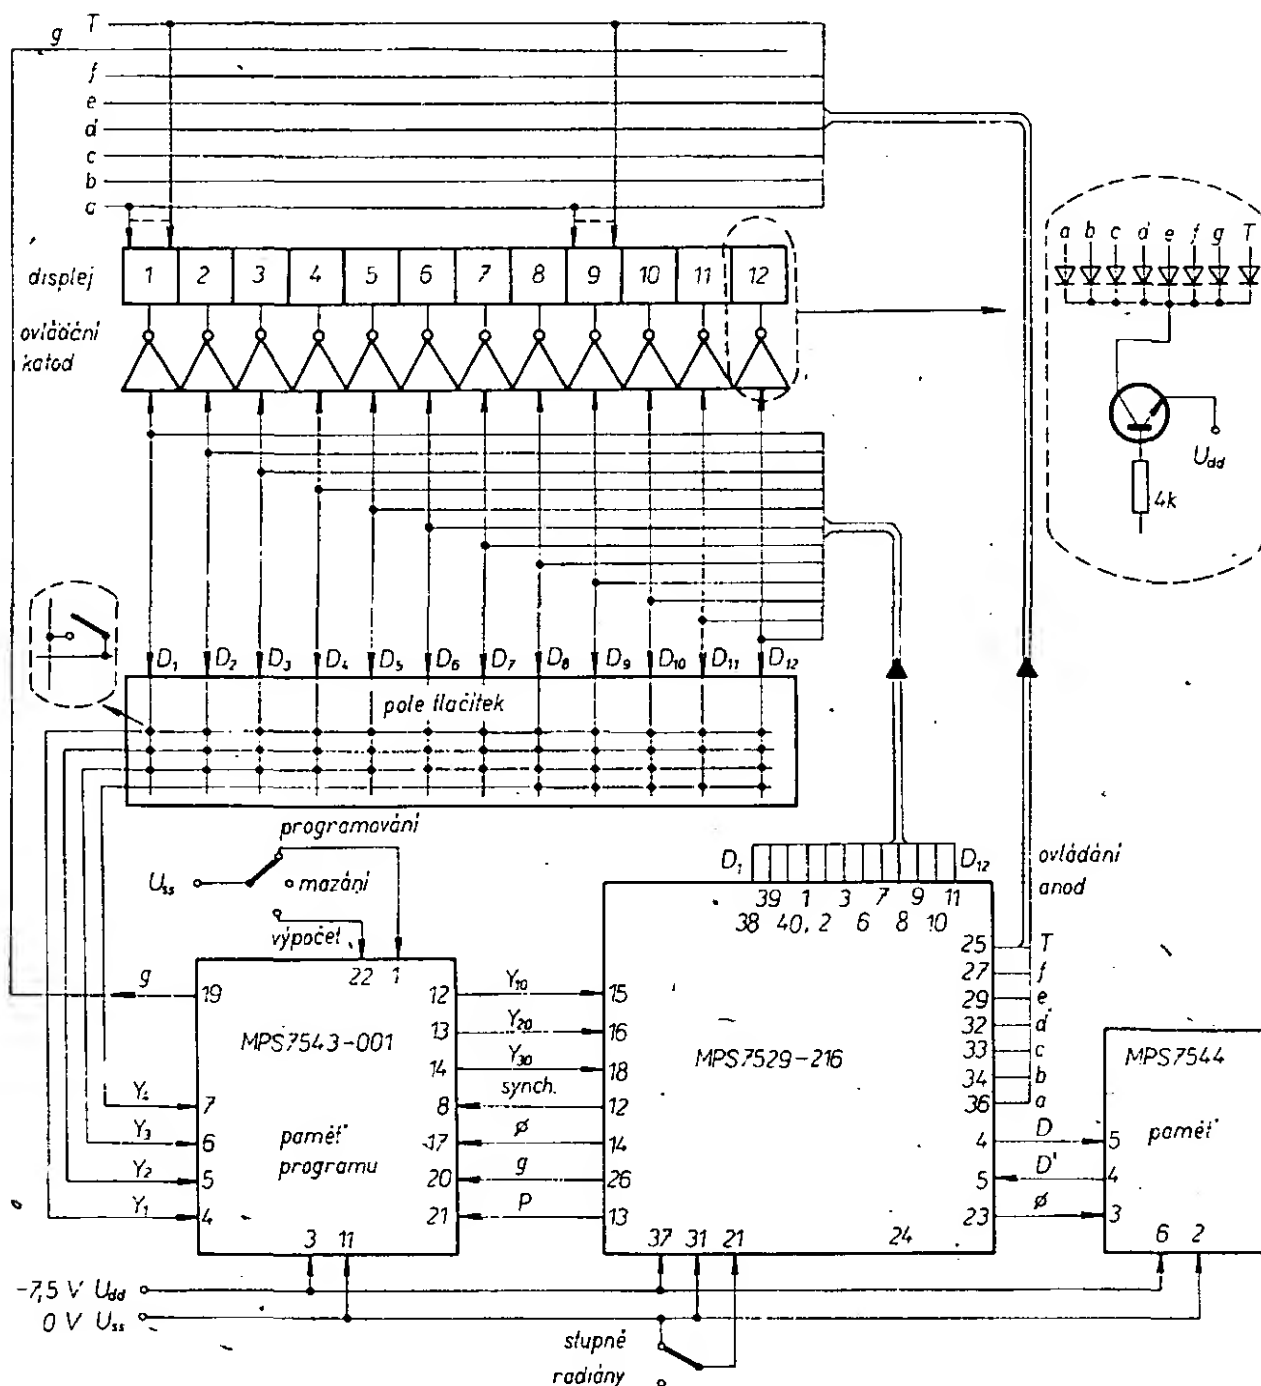 T
g
f
e
d
c
b
a
displej
1 2 3 4 5 6 7 8 9 10 11 12
ovládání
katod
a b c d e f g T
U_dd
4k
D₁ D₂ D₃ D₄ D₅ D₆ D₇ D₈ D₉ D₁₀ D₁₁ D₁₂
pole tlačítek
programování
U_ss
mazání
výpočet
D₁ D₁₂
39 1 3 7 9 11
38 40, 2 6 8 10
ovládání
anod
22 1
g
19
MPS7543-001
paměť
programu
12 Y₁₀ 15
13 Y₂₀ 16
14 Y₃₀ 18
synch.
8 12
17 ø 14
20 g 26
21 P 13
Y₄ 7
Y₃ 6
Y₂ 5
Y₁ 4
3 11
MPS7529-216
25 T
27 f
29 e
32 d
33 c
34 b
36 a
4 D 5
5 D' 4
23 ø 3
37 31 21 24
MPS7544
paměť
6 2
-7,5 V U_dd
0 V U_ss
stupně
radiány